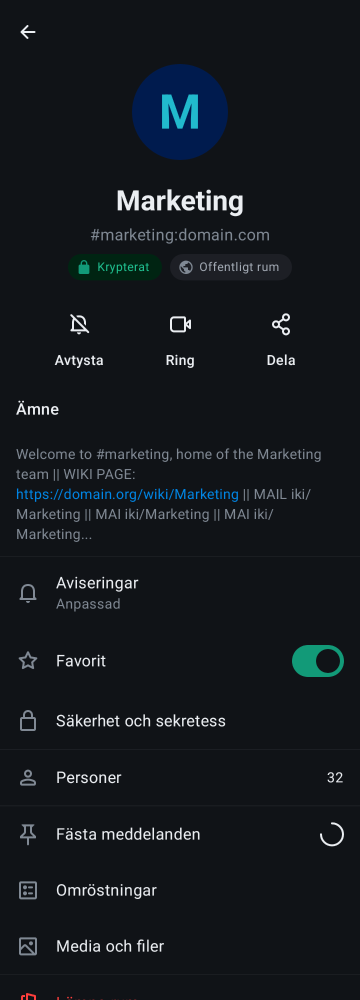 M
Marketing
#marketing:domain.com
Krypterat
Offentligt rum
Avtysta
Ring
Dela
Ämne
Welcome to #marketing, home of the Marketing
team || WIKI PAGE:
https://domain.org/wiki/Marketing || MAIL iki/
Marketing || MAI iki/Marketing || MAI iki/
Marketing...
Aviseringar
Anpassad
Favorit
Säkerhet och sekretess
Personer
32
Fästa meddelanden
Omröstningar
Media och filer